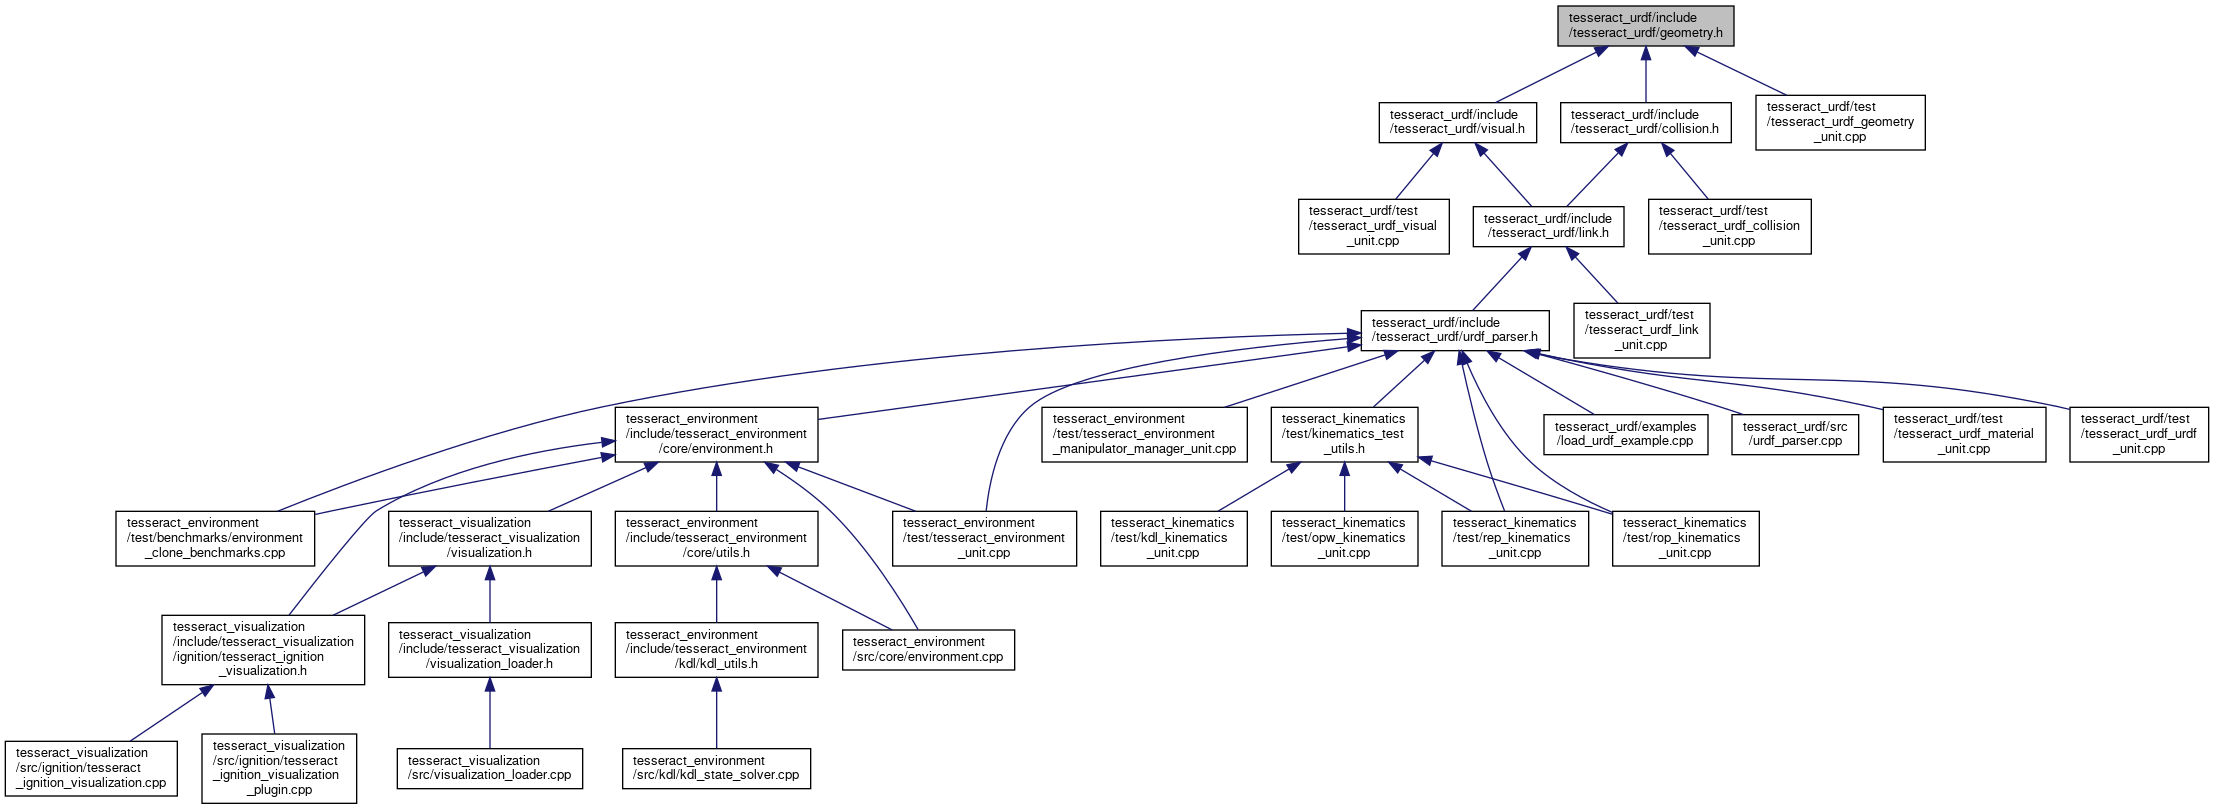 tesseract_urdf/include
/tesseract_urdf/geometry.h
tesseract_urdf/include
/tesseract_urdf/visual.h
tesseract_urdf/include
/tesseract_urdf/collision.h
tesseract_urdf/test
/tesseract_urdf_geometry
_unit.cpp
tesseract_urdf/test
/tesseract_urdf_visual
_unit.cpp
tesseract_urdf/include
/tesseract_urdf/link.h
tesseract_urdf/test
/tesseract_urdf_collision
_unit.cpp
tesseract_urdf/include
/tesseract_urdf/urdf_parser.h
tesseract_urdf/test
/tesseract_urdf_link
_unit.cpp
tesseract_environment
/include/tesseract_environment
/core/environment.h
tesseract_environment
/test/tesseract_environment
_manipulator_manager_unit.cpp
tesseract_kinematics
/test/kinematics_test
_utils.h
tesseract_urdf/examples
/load_urdf_example.cpp
tesseract_urdf/src
/urdf_parser.cpp
tesseract_urdf/test
/tesseract_urdf_material
_unit.cpp
tesseract_urdf/test
/tesseract_urdf_urdf
_unit.cpp
tesseract_environment
/test/benchmarks/environment
_clone_benchmarks.cpp
tesseract_visualization
/include/tesseract_visualization
/visualization.h
tesseract_environment
/include/tesseract_environment
/core/utils.h
tesseract_environment
/test/tesseract_environment
_unit.cpp
tesseract_kinematics
/test/kdl_kinematics
_unit.cpp
tesseract_kinematics
/test/opw_kinematics
_unit.cpp
tesseract_kinematics
/test/rep_kinematics
_unit.cpp
tesseract_kinematics
/test/rop_kinematics
_unit.cpp
tesseract_visualization
/include/tesseract_visualization
/ignition/tesseract_ignition
_visualization.h
tesseract_visualization
/include/tesseract_visualization
/visualization_loader.h
tesseract_environment
/include/tesseract_environment
/kdl/kdl_utils.h
tesseract_environment
/src/core/environment.cpp
tesseract_visualization
/src/ignition/tesseract
_ignition_visualization.cpp
tesseract_visualization
/src/ignition/tesseract
_ignition_visualization
_plugin.cpp
tesseract_visualization
/src/visualization_loader.cpp
tesseract_environment
/src/kdl/kdl_state_solver.cpp